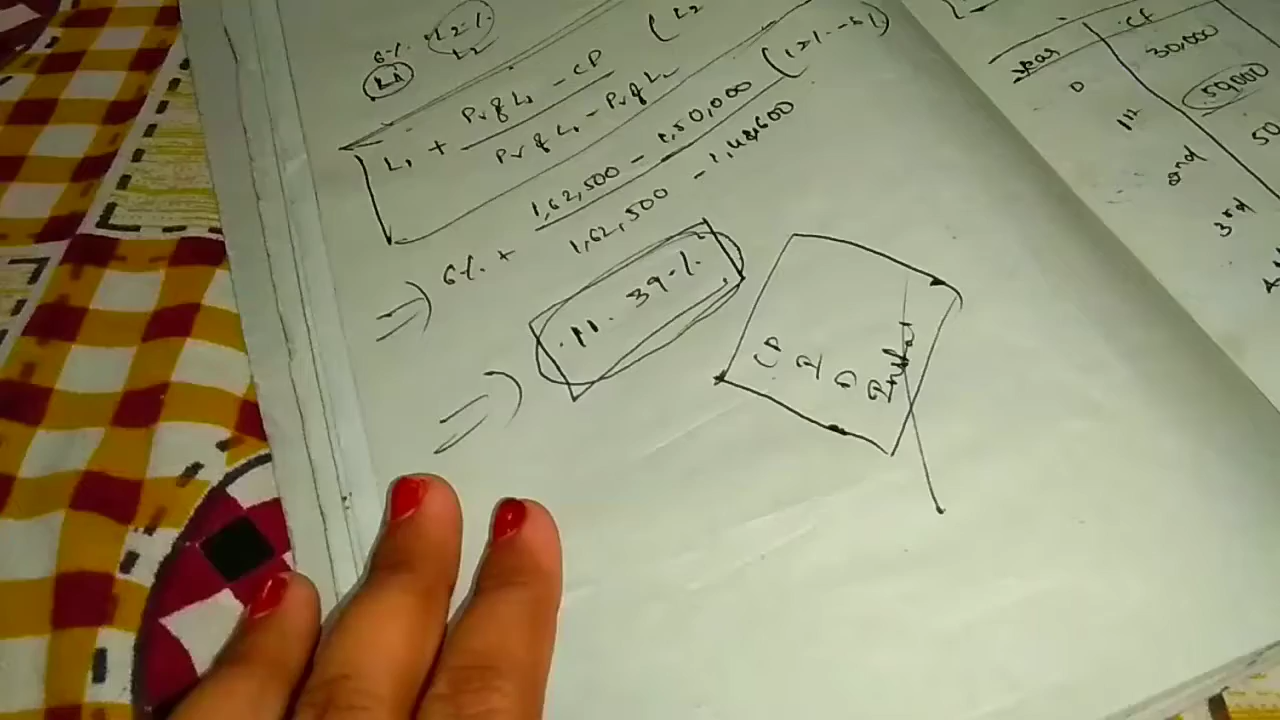 6%. 12%.
L1 L2
L1 + Pv of L1 - CP (L2
Pv of L1 - Pv of L2
=) 6%. + 1,62,500 - 1,50,000 (12%. - 6%)
1,62,500 - 1,48,600
=) 11.39%.
CP
year CF
0 30,000
1st 59,000
2nd 50
3rd